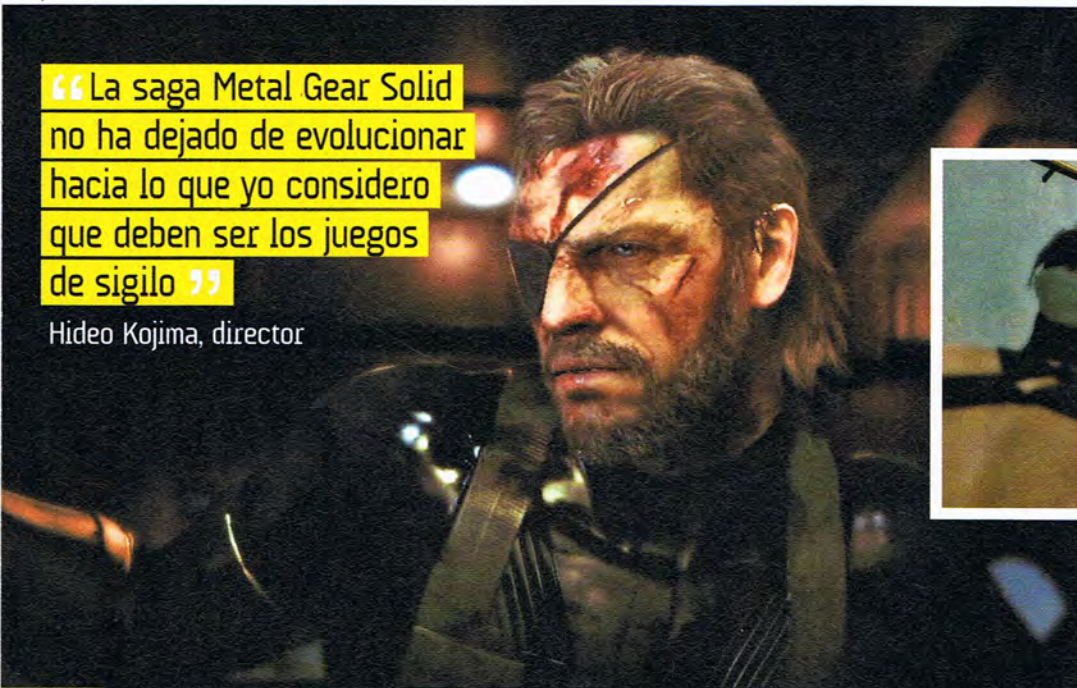 “La saga Metal Gear Solid
no ha dejado de evolucionar
hacia lo que yo considero
que deben ser los juegos
de sigilo”
Hideo Kojima, director